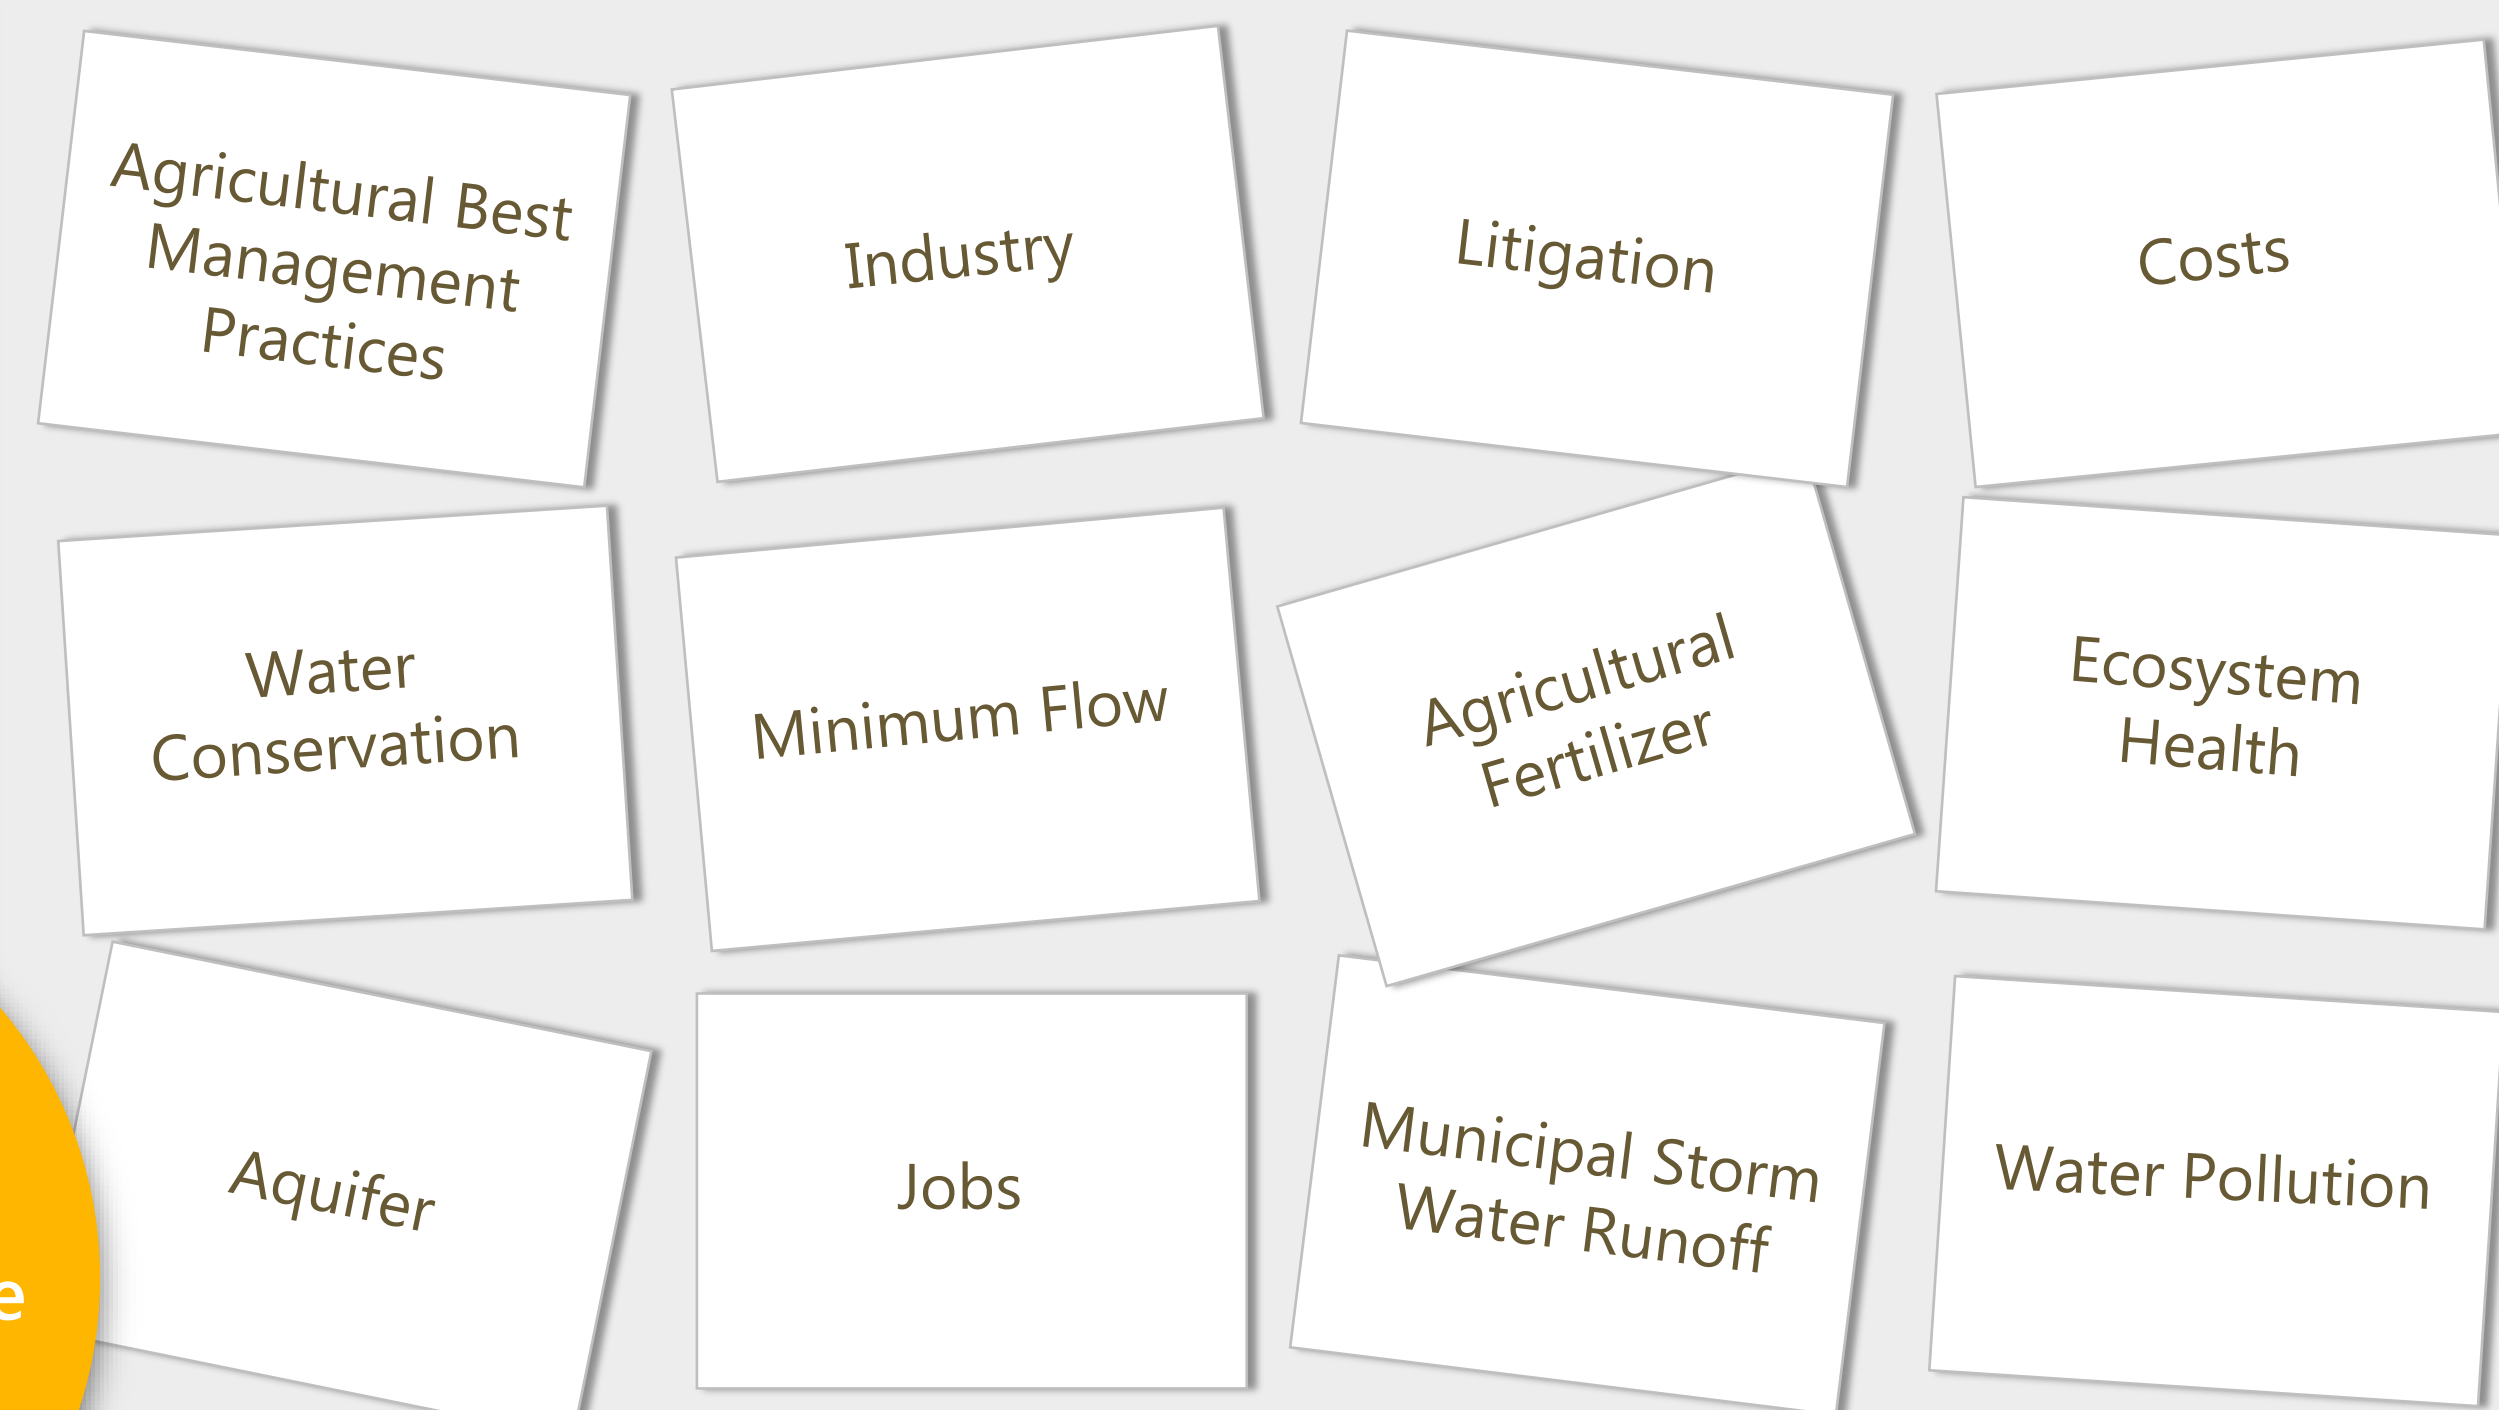 Agricultural Best
Management
Practices
Industry
Litigation
Costs
Water
Conservation
Minimum Flow
Agricultural
Fertilizer
Ecosystem
Health
Aquifer
Jobs
Municipal Storm
Water Runoff
Water Pollution
e